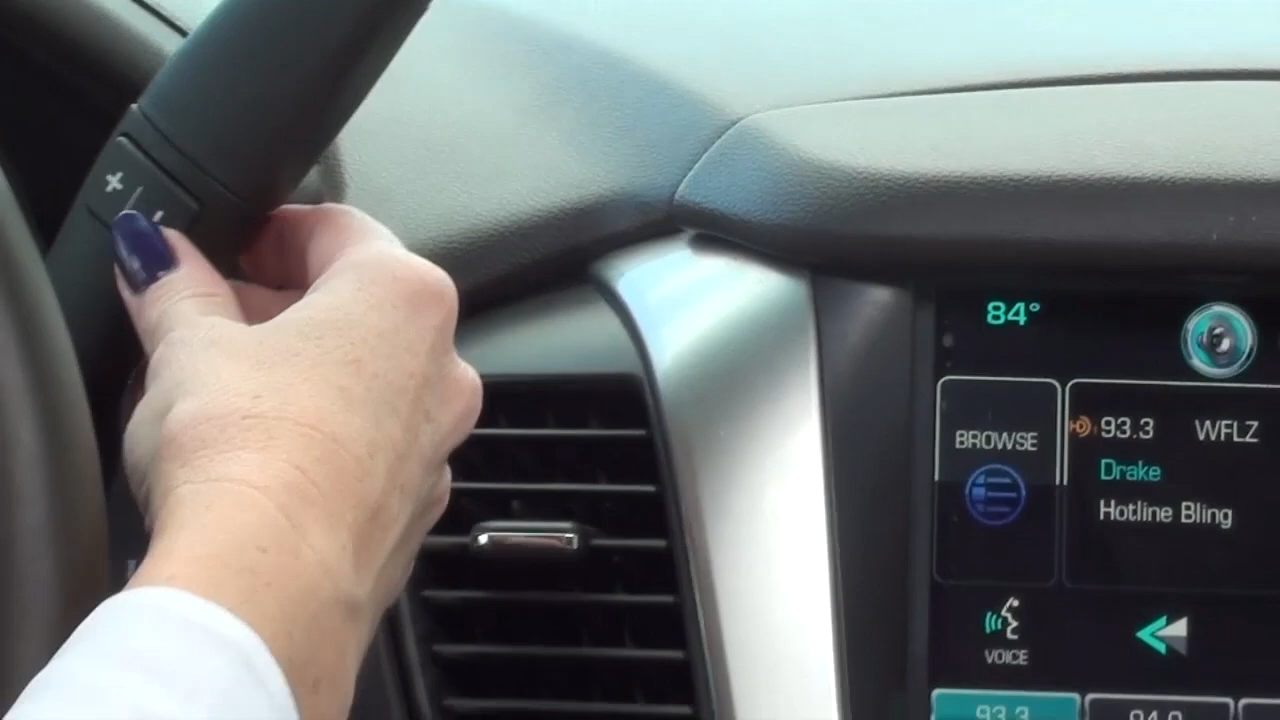 +
-
84°
BROWSE
93.3 WFLZ
Drake
Hotline Bling
VOICE
93.3